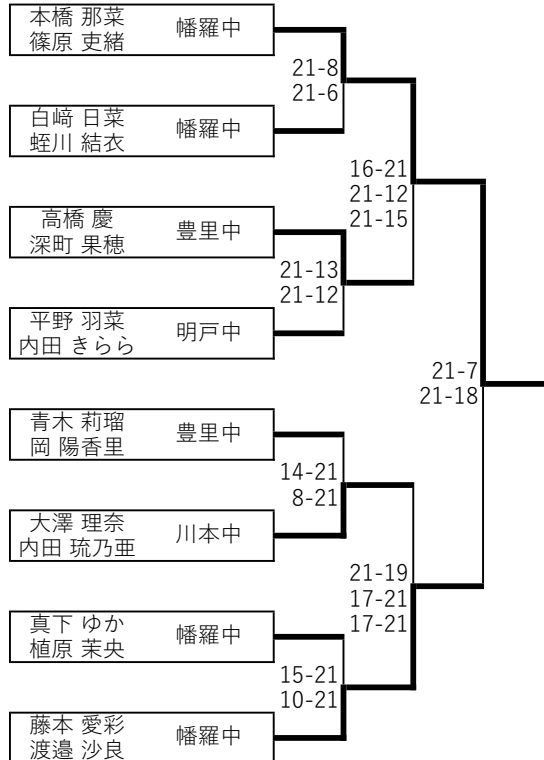 本橋 那菜
篠原 吏緒
幡羅中
21-8
21-6
白﨑 日菜
蛭川 結衣
幡羅中
16-21
21-12
21-15
高橋 慶
深町 果穂
豊里中
21-13
21-12
平野 羽菜
内田 きらら
明戸中
21-7
21-18
青木 莉瑠
岡 陽香里
豊里中
14-21
8-21
大澤 理奈
内田 琉乃亜
川本中
21-19
17-21
17-21
真下 ゆか
植原 茉央
幡羅中
15-21
10-21
藤本 愛彩
渡邉 沙良
幡羅中